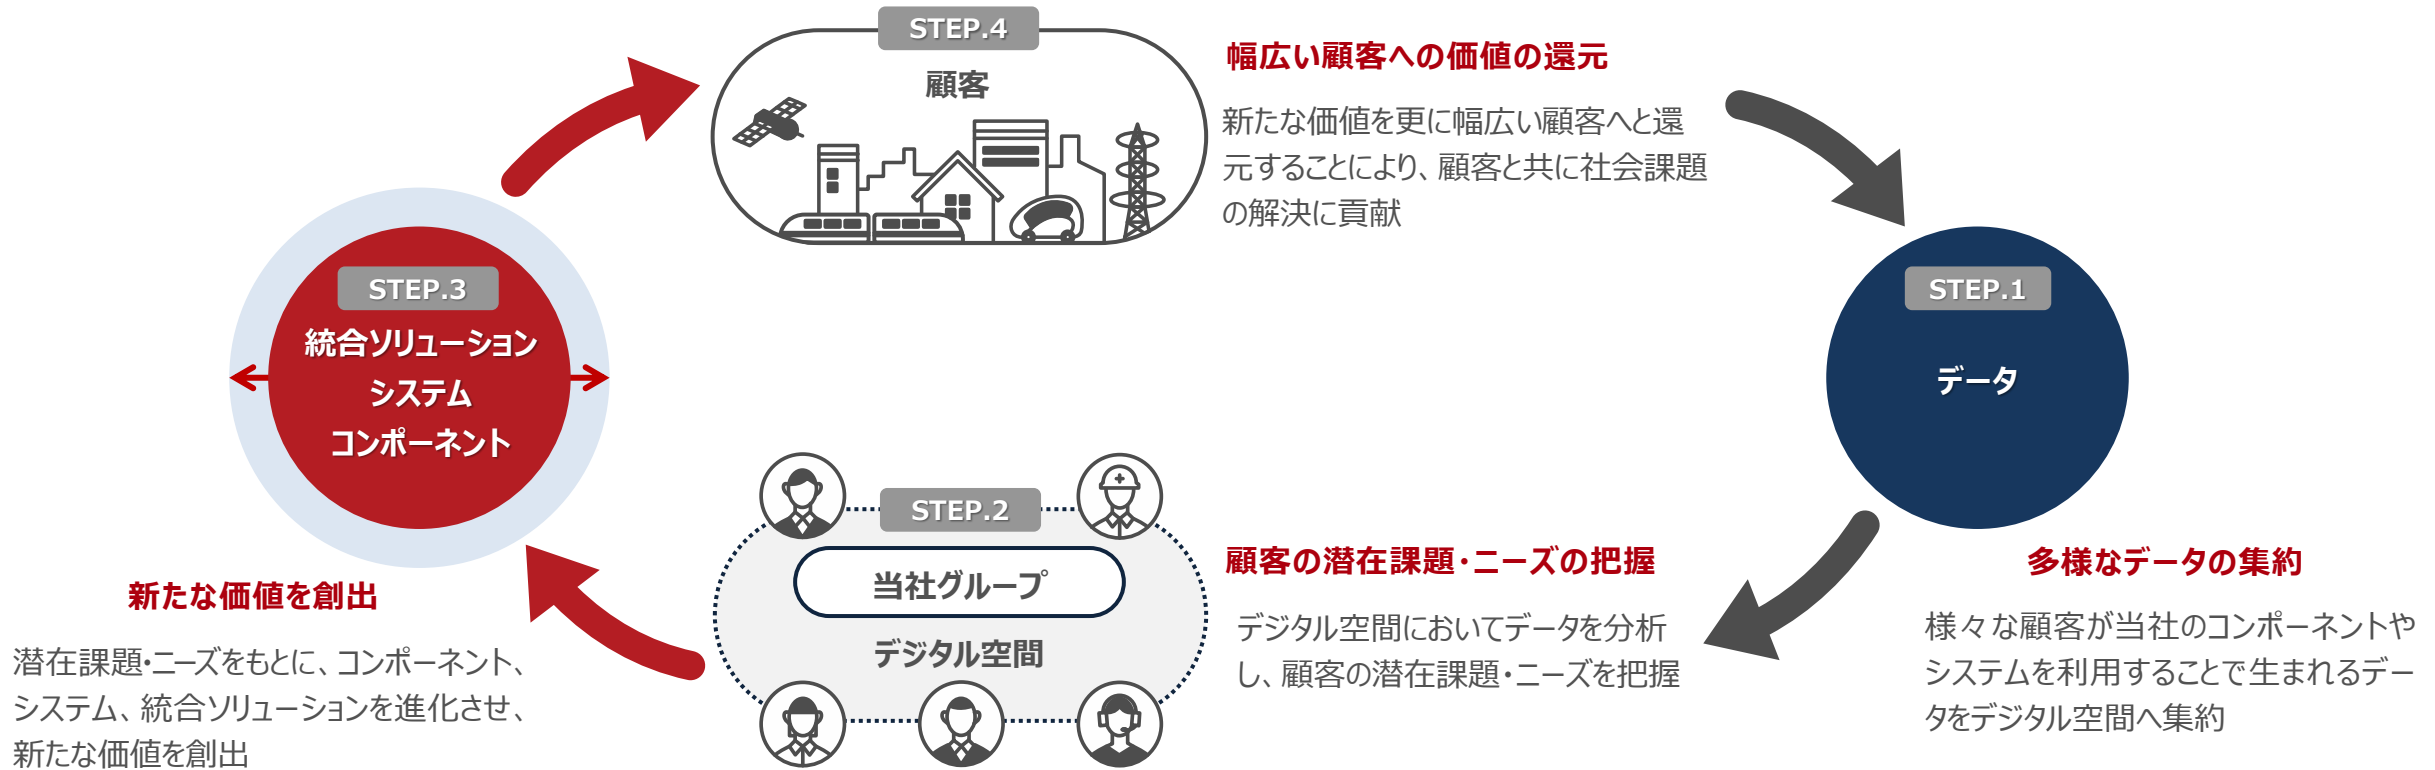 STEP.4
顧客
幅広い顧客への価値の還元
新たな価値を更に幅広い顧客へと還
元することにより、顧客と共に社会課題
の解決に貢献
STEP.1
データ
多様なデータの集約
様々な顧客が当社のコンポーネントや
システムを利用することで生まれるデー
タをデジタル空間へ集約
STEP.2
当社グループ
デジタル空間
顧客の潜在課題・ニーズの把握
デジタル空間においてデータを分析
し、顧客の潜在課題・ニーズを把握
STEP.3
統合ソリューション
システム
コンポーネント
新たな価値を創出
潜在課題・ニーズをもとに、コンポーネント、
システム、統合ソリューションを進化させ、
新たな価値を創出